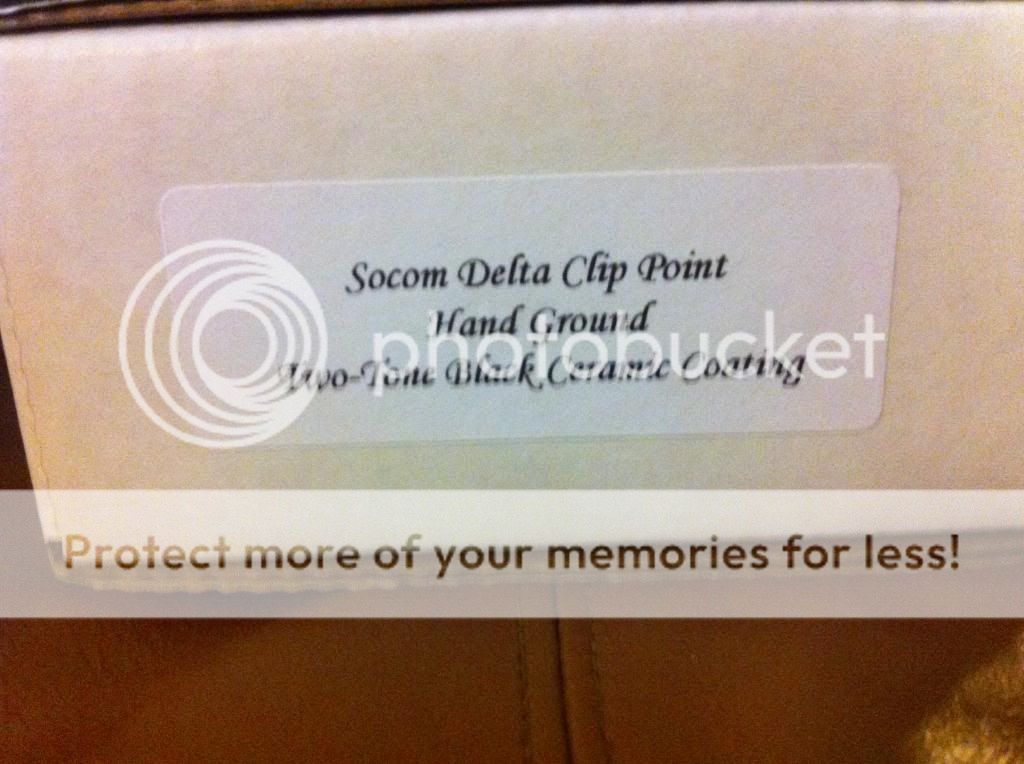 Socom Delta Clip Point
Hand Ground
Two-Tone Black Ceramic Coating
photobucket
Protect more of your memories for less!